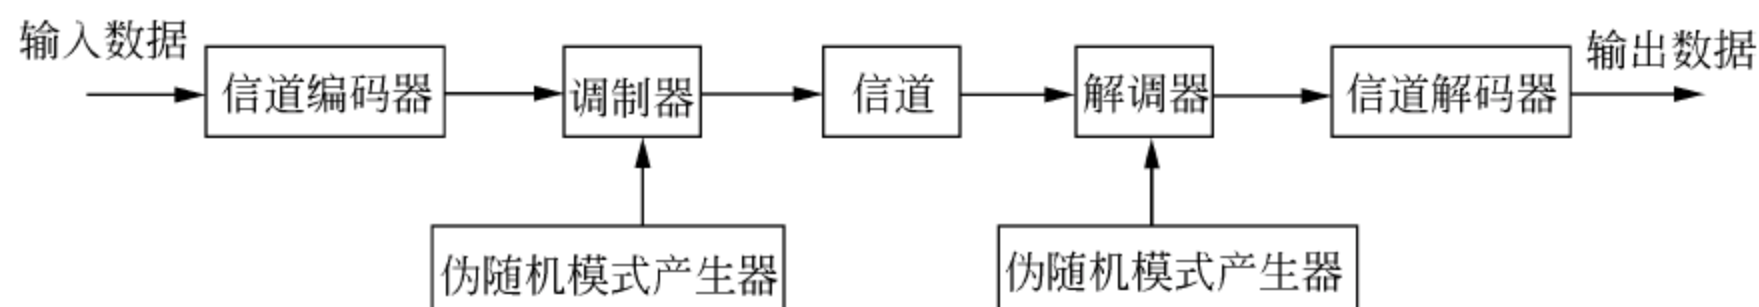 输入数据
信道编码器
调制器
信道
解调器
信道解码器
输出数据
伪随机模式产生器
伪随机模式产生器